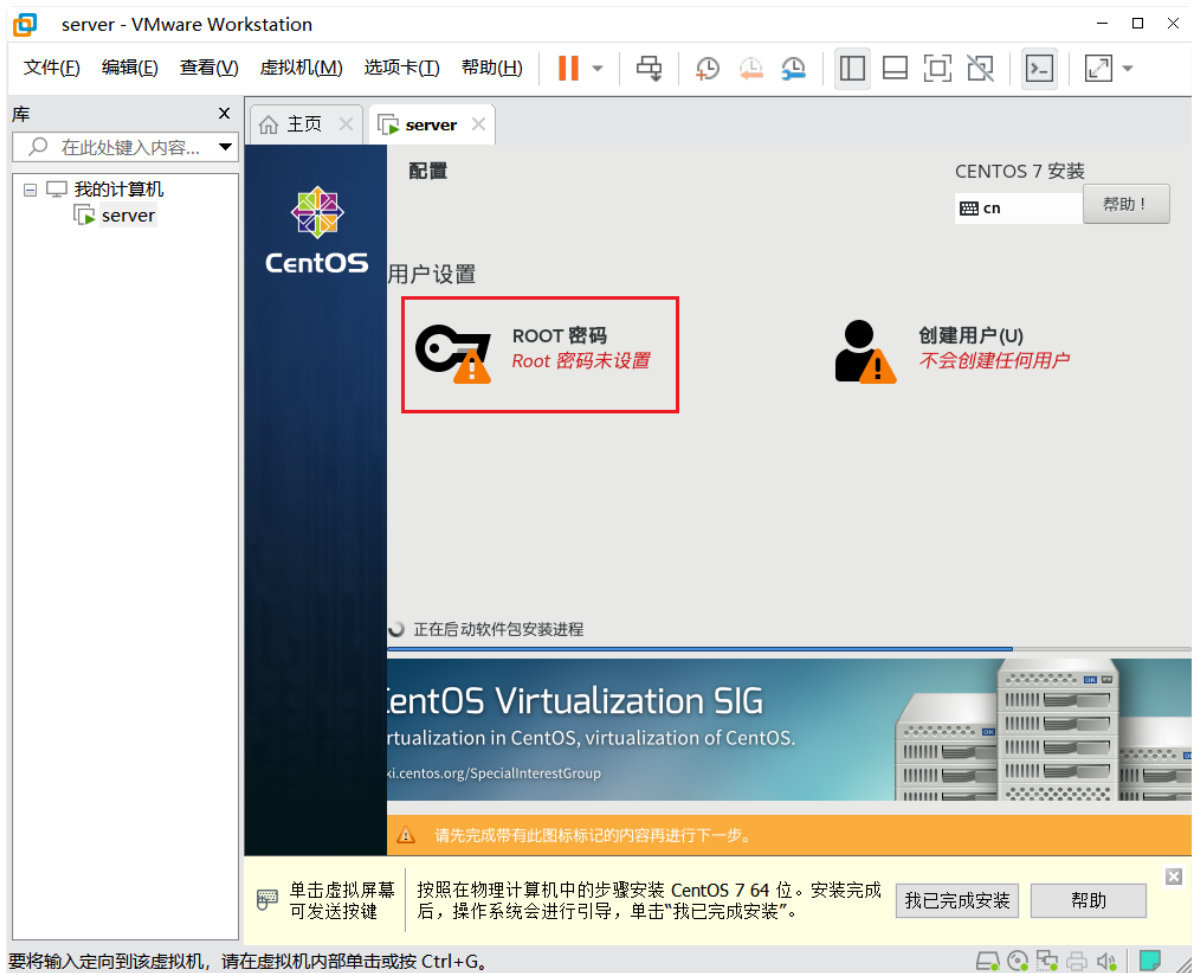 server - VMware Workstation
文件(F) 编辑(E) 查看(V) 虚拟机(M) 选项卡(T) 帮助(H)
库
在此处键入内容...
我的计算机
server
主页
server
CentOS
配置
CENTOS 7 安装
cn
帮助！
用户设置
ROOT 密码
Root 密码未设置
创建用户(U)
不会创建任何用户
正在启动软件包安装进程
entOS Virtualization SIG
rtualization in CentOS, virtualization of CentOS.
ki.centos.org/SpecialInterestGroup
OK
OK
请先完成带有此图标标记的内容再进行下一步。
单击虚拟屏幕
可发送按键
按照在物理计算机中的步骤安装 CentOS 7 64 位。安装完成
后，操作系统会进行引导，单击“我已完成安装”。
我已完成安装
帮助
要将输入定向到该虚拟机，请在虚拟机内部单击或按 Ctrl+G。